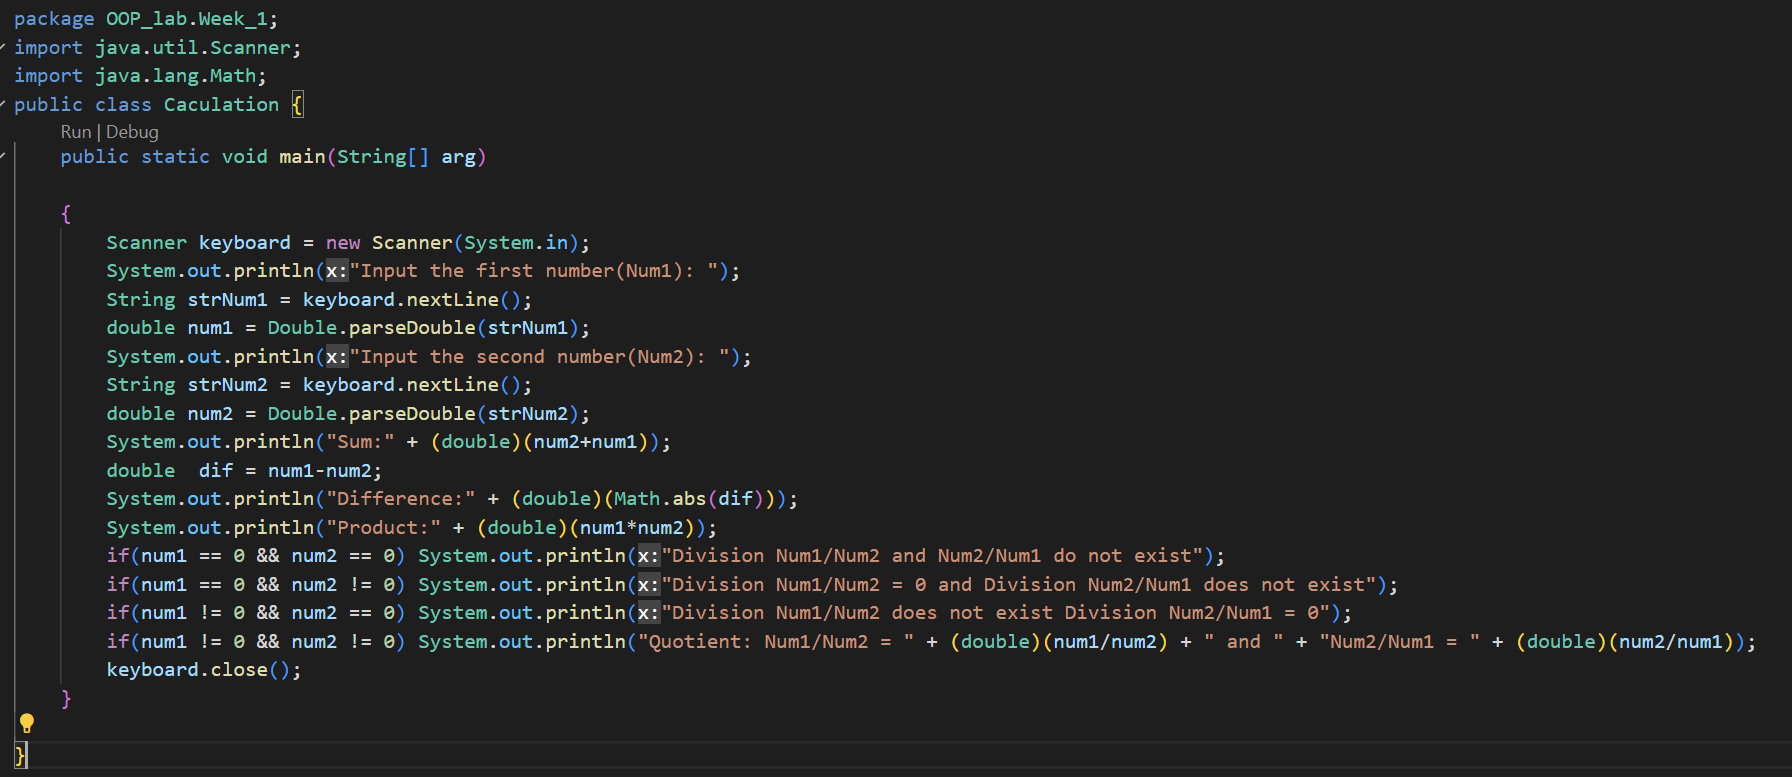 package OOP_lab.Week_1;
import java.util.Scanner;
import java.lang.Math;
public class Caculation {
Run | Debug
public static void main(String[] arg)
{
Scanner keyboard = new Scanner(System.in);
System.out.println(x:"Input the first number(Num1): ");
String strNum1 = keyboard.nextLine();
double num1 = Double.parseDouble(strNum1);
System.out.println(x:"Input the second number(Num2): ");
String strNum2 = keyboard.nextLine();
double num2 = Double.parseDouble(strNum2);
System.out.println("Sum:" + (double)(num2+num1));
double  dif = num1-num2;
System.out.println("Difference:" + (double)(Math.abs(dif)));
System.out.println("Product:" + (double)(num1*num2));
if(num1 == 0 && num2 == 0) System.out.println(x:"Division Num1/Num2 and Num2/Num1 do not exist");
if(num1 == 0 && num2 != 0) System.out.println(x:"Division Num1/Num2 = 0 and Division Num2/Num1 does not exist");
if(num1 != 0 && num2 == 0) System.out.println(x:"Division Num1/Num2 does not exist Division Num2/Num1 = 0");
if(num1 != 0 && num2 != 0) System.out.println("Quotient: Num1/Num2 = " + (double)(num1/num2) + " and " + "Num2/Num1 = " + (double)(num2/num1));
keyboard.close();
}
}